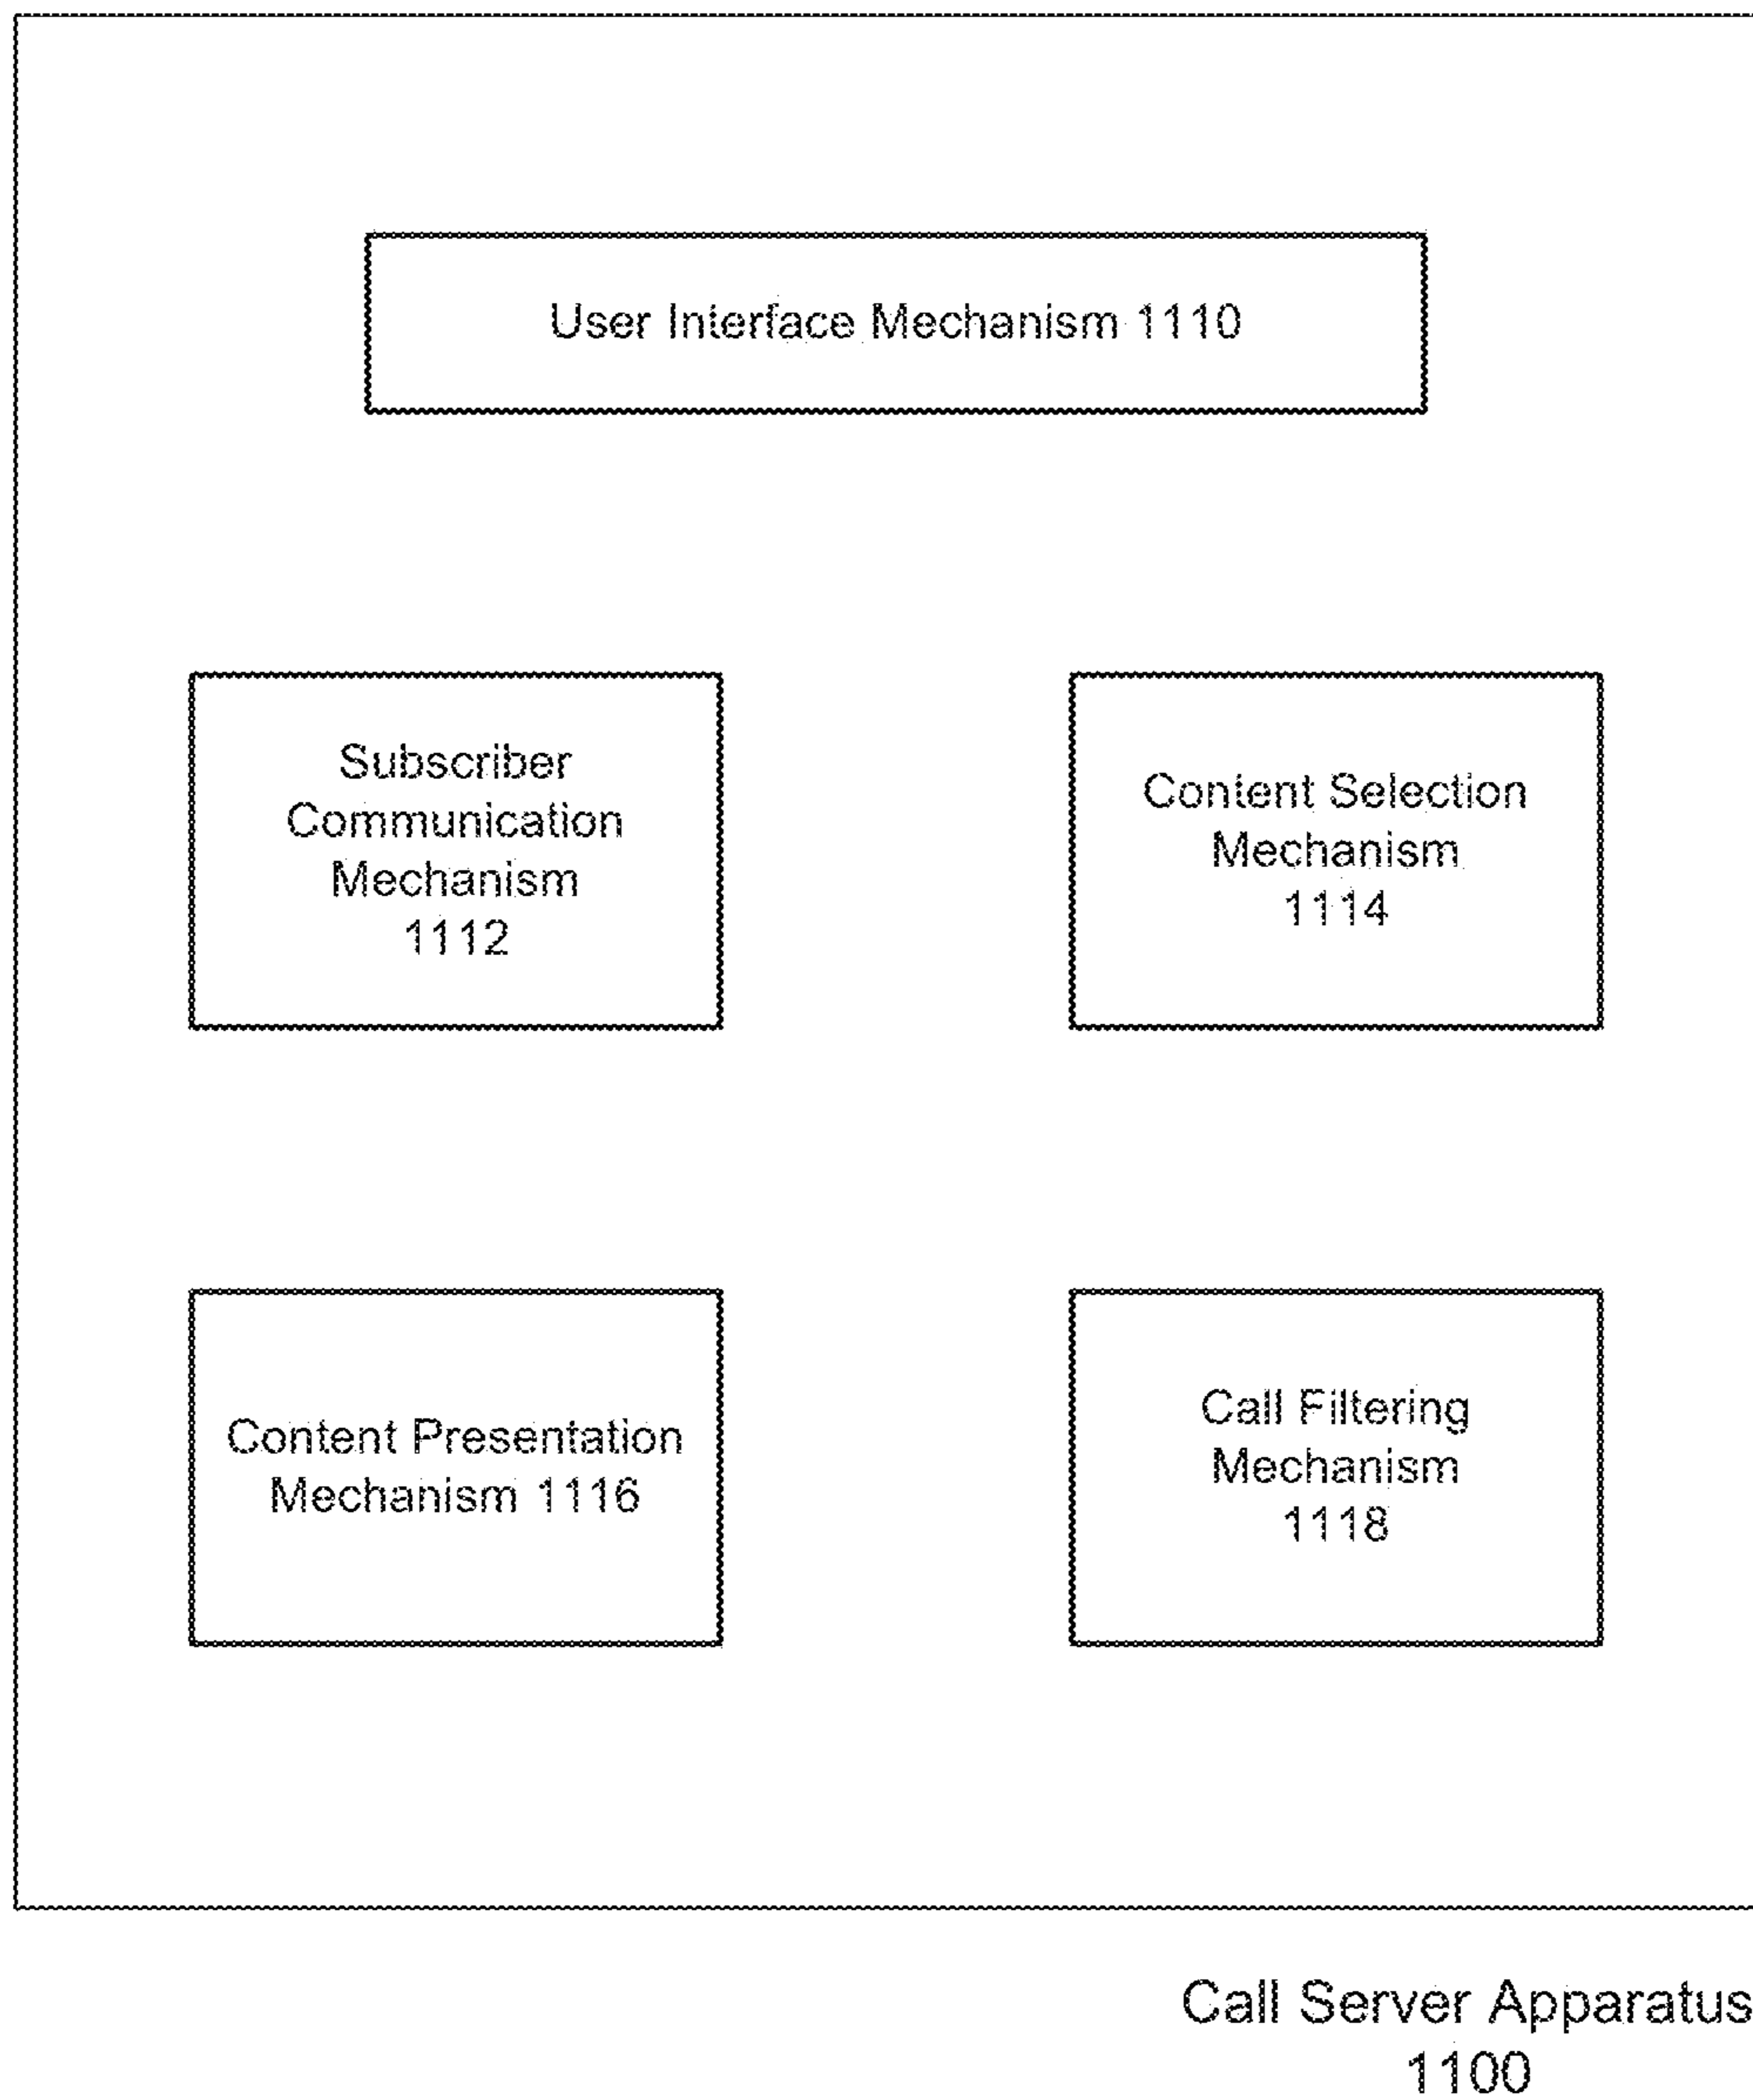 User Interface Mechanism 1110
Subscriber
Communication
Mechanism
1112
Content Selection
Mechanism
1114
Content Presentation
Mechanism 1116
Call Filtering
Mechanism
1118
Call Server Apparatus
1100